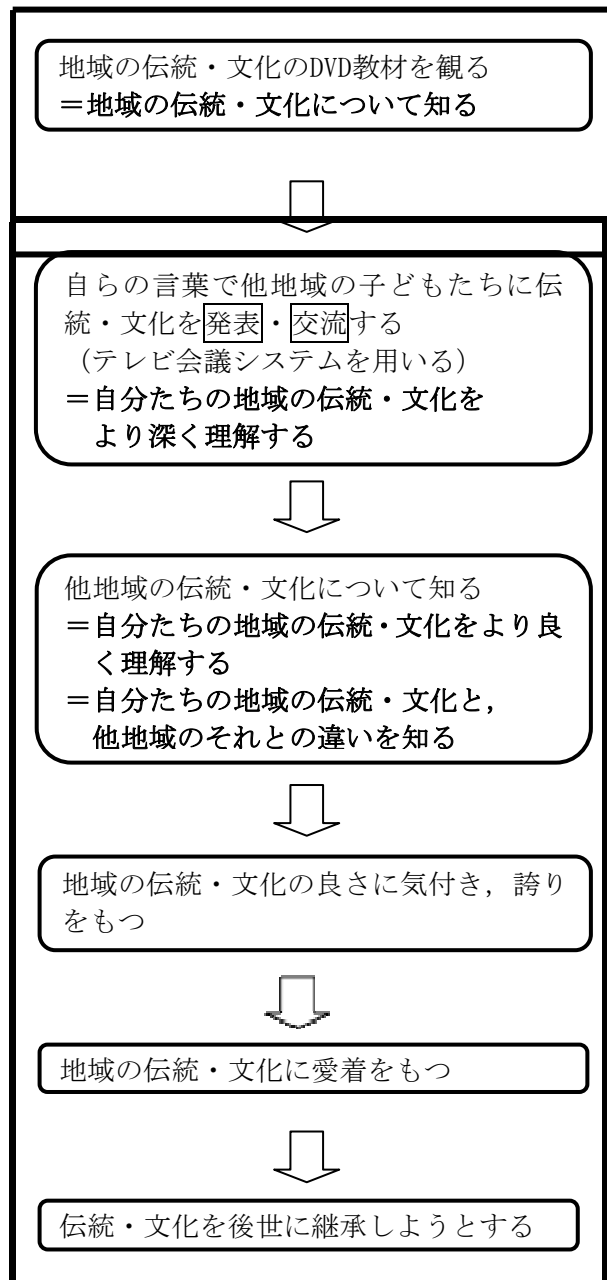 地域の伝統・文化のDVD教材を観る
＝地域の伝統・文化について知る
自らの言葉で他地域の子どもたちに伝
統・文化を発表・交流する
（テレビ会議システムを用いる）
＝自分たちの地域の伝統・文化を
より深く理解する
他地域の伝統・文化について知る
＝自分たちの地域の伝統・文化をより良
く理解する
＝自分たちの地域の伝統・文化と，
他地域のそれとの違いを知る
地域の伝統・文化の良さに気付き，誇り
をもつ
地域の伝統・文化に愛着をもつ
伝統・文化を後世に継承しようとする